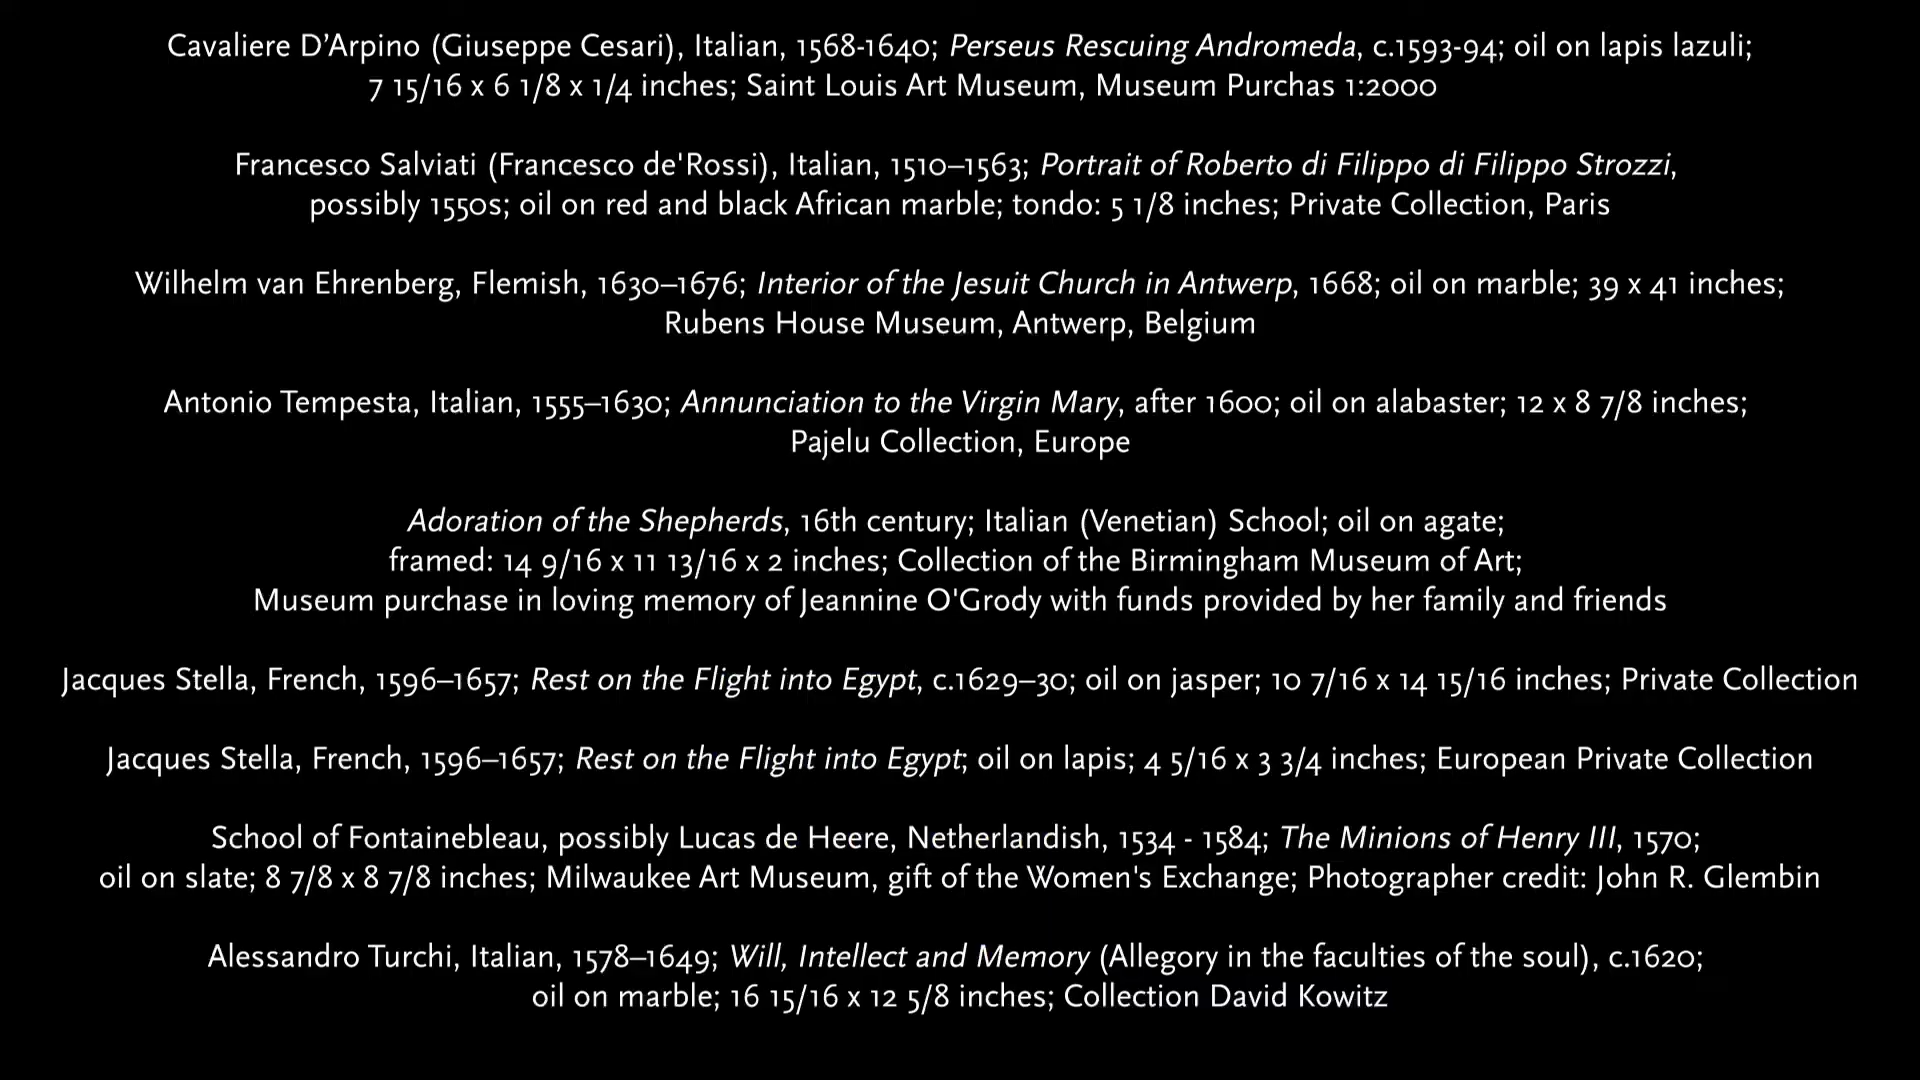 Cavaliere D’Arpino (Giuseppe Cesari), Italian, 1568-1640; Perseus Rescuing Andromeda, c.1593-94; oil on lapis lazuli;
7 15/16 x 6 1/8 x 1/4 inches; Saint Louis Art Museum, Museum Purchas 1:2000
Francesco Salviati (Francesco de'Rossi), Italian, 1510–1563; Portrait of Roberto di Filippo di Filippo Strozzi,
possibly 1550s; oil on red and black African marble; tondo: 5 1/8 inches; Private Collection, Paris
Wilhelm van Ehrenberg, Flemish, 1630–1676; Interior of the Jesuit Church in Antwerp, 1668; oil on marble; 39 x 41 inches;
Rubens House Museum, Antwerp, Belgium
Antonio Tempesta, Italian, 1555–1630; Annunciation to the Virgin Mary, after 1600; oil on alabaster; 12 x 8 7/8 inches;
Pajelu Collection, Europe
Adoration of the Shepherds, 16th century; Italian (Venetian) School; oil on agate;
framed: 14 9/16 x 11 13/16 x 2 inches; Collection of the Birmingham Museum of Art;
Museum purchase in loving memory of Jeannine O'Grody with funds provided by her family and friends
Jacques Stella, French, 1596–1657; Rest on the Flight into Egypt, c.1629–30; oil on jasper; 10 7/16 x 14 15/16 inches; Private Collection
Jacques Stella, French, 1596–1657; Rest on the Flight into Egypt; oil on lapis; 4 5/16 x 3 3/4 inches; European Private Collection
School of Fontainebleau, possibly Lucas de Heere, Netherlandish, 1534 - 1584; The Minions of Henry III, 1570;
oil on slate; 8 7/8 x 8 7/8 inches; Milwaukee Art Museum, gift of the Women's Exchange; Photographer credit: John R. Glembin
Alessandro Turchi, Italian, 1578–1649; Will, Intellect and Memory (Allegory in the faculties of the soul), c.1620;
oil on marble; 16 15/16 x 12 5/8 inches; Collection David Kowitz